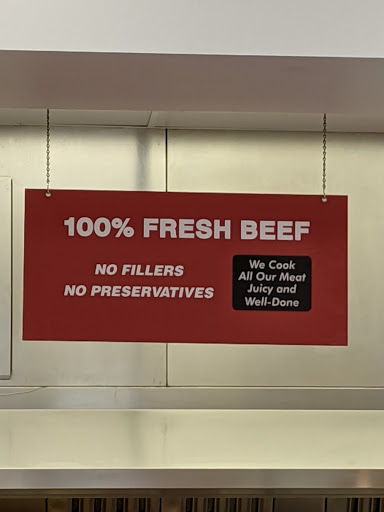 100% FRESH BEEF
NO FILLERS
NO PRESERVATIVES
We Cook
All Our Meat
Juicy and
Well-Done